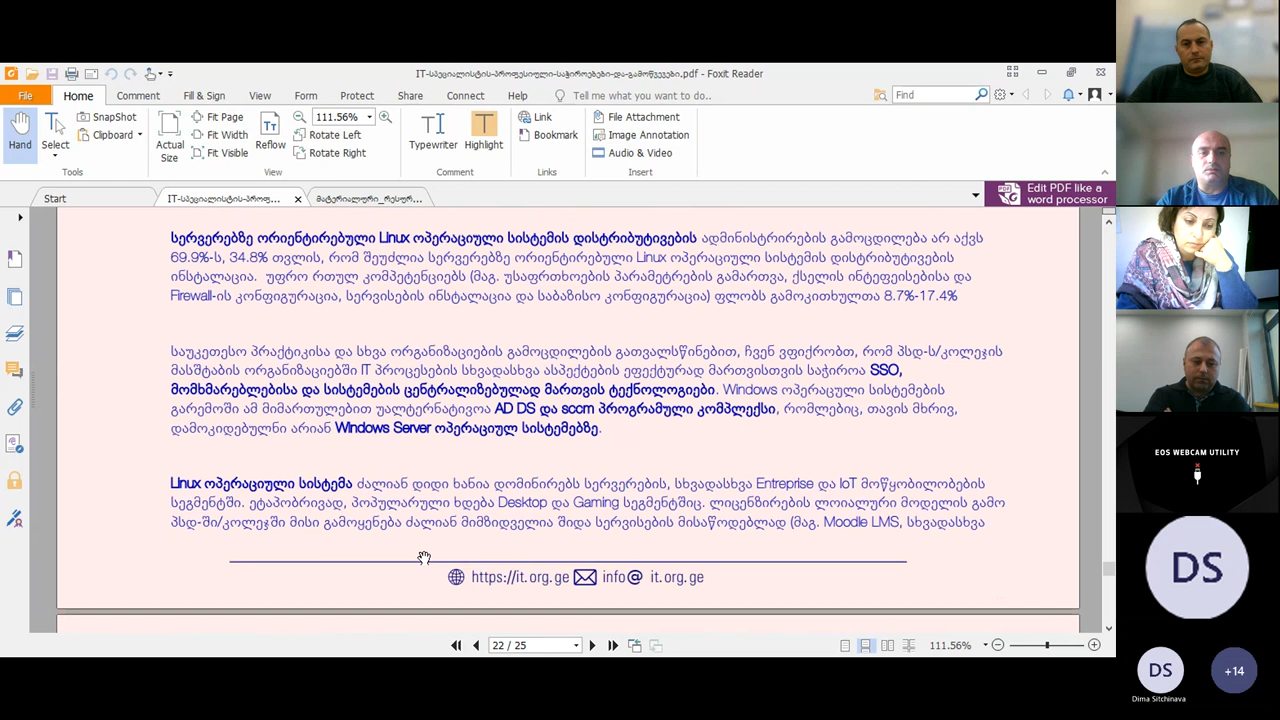 IT-სპეციალისტის-პროფესიული-საჭიროებები-და-გამოწვევები.pdf - Foxit Reader
File Home Comment Fill & Sign View Form Protect Share Connect Help Tell me what you want to do.. Find
Hand
Select
SnapShot
Clipboard
Tools
Actual Size
Fit Page
Fit Width
Fit Visible
Reflow
111.56%
Rotate Left
Rotate Right
View
Typewriter
Highlight
Comment
Link
Bookmark
Links
File Attachment
Image Annotation
Audio & Video
Insert
Start
IT-სპეციალისტის-პროფ...
მატერიალური_რესურ...
Edit PDF like a
word processor
სერვერებზე ორიენტირებული Linux ოპერაციული სისტემის დისტრიბუტივების ადმინისტრირების გამოცდილება არ აქვს
69.9%-ს, 34.8% თვლის, რომ შეუძლია სერვერებზე ორიენტირებული Linux ოპერაციული სისტემის დისტრიბუტივების
ინსტალაცია. უფრო რთულ კომპეტენციებს (მაგ. უსაფრთხოების პარამეტრების გამართვა, ქსელის ინტეფეისებისა და
Firewall-ის კონფიგურაცია, სერვისების ინსტალაცია და საბაზისო კონფიგურაცია) ფლობს გამოკითხულთა 8.7%-17.4%
საუკეთესო პრაქტიკისა და სხვა ორგანიზაციების გამოცდილების გათვალსწინებით, ჩვენ ვფიქრობთ, რომ პსდ-ს/კოლეჯის
მასშტაბის ორგანიზაციებში IT პროცესების სხვადასხვა ასპექტების ეფექტურად მართვისთვის საჭიროა SSO,
მომხმარებლებისა და სისტემების ცენტრალიზებულად მართვის ტექნოლოგიები. Windows ოპერაცული სისტემების
გარემოში ამ მიმართულებით უალტერნატივოა AD DS და sccm პროგრამული კომპლექსი, რომლებიც, თავის მხრივ,
დამოკიდებულნი არიან Windows Server ოპერაციულ სისტემებზე.
Linux ოპერაციული სისტემა ძალიან დიდი ხანია დომინირებს სერვერების, სხვადასხვა Entreprise და IoT მოწყობილობების
სეგმენტში. ეტაპობრივად, პოპულარული ხდება Desktop და Gaming სეგმენტშიც. ლიცენზირების ლოიალური მოდელის გამო
პსდ-ში/კოლეჯში მისი გამოყენება ძალიან მიმზიდველია შიდა სერვისების მისაწოდებლად (მაგ. Moodle LMS, სხვადასხვა
https://it.org.ge info@ it.org.ge
22 / 25
111.56%
EOS WEBCAM UTILITY
DS
DS
Dima Sitchinava
+14